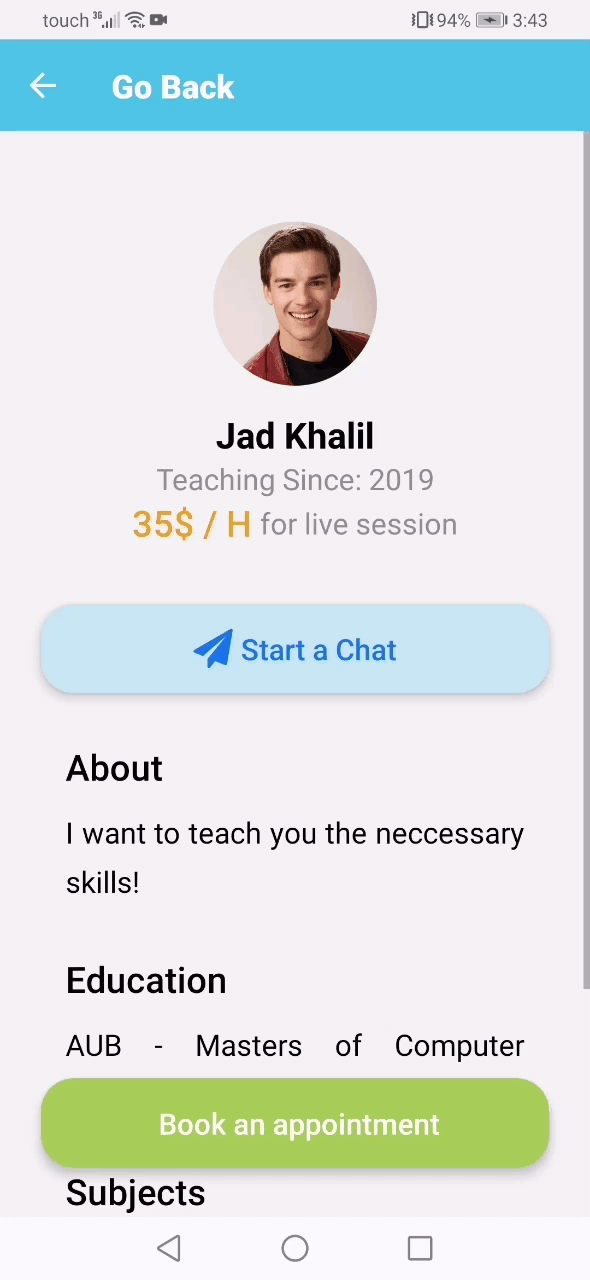 touch 3G 94% 3:43
Go Back
Jad Khalil
Teaching Since: 2019
35$ / H for live session
Start a Chat
About
I want to teach you the neccessary
skills!
Education
AUB - Masters of Computer
Book an appointment
Subjects